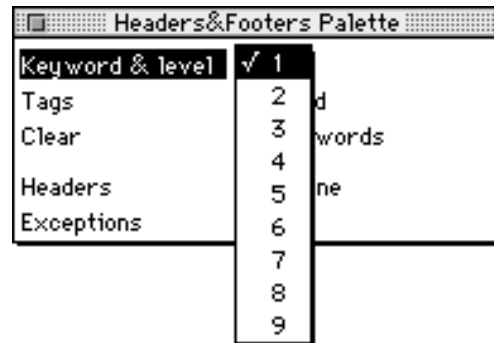 Headers&Footers Palette
Keyword & level √ 1
Tags 2 d
Clear 3 words
4
Headers 5 ne
Exceptions 6
7
8
9